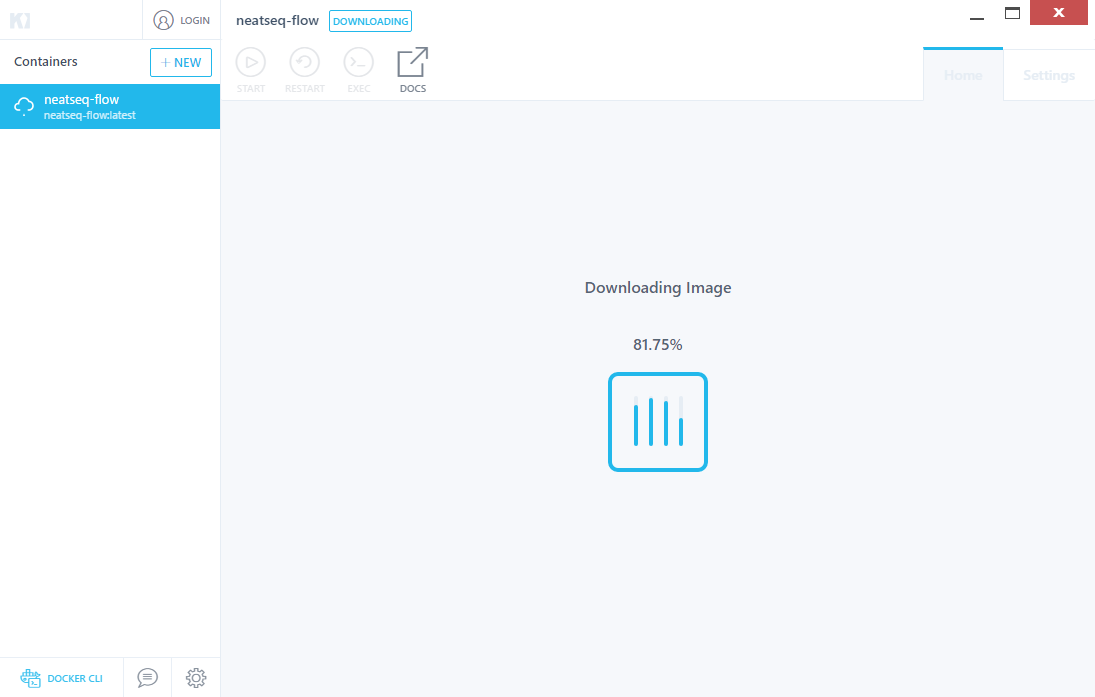 LOGIN
neatseq-flow DOWNLOADING
Containers
+ NEW
START
RESTART
EXEC
DOCS
Home
Settings
neatseq-flow
neatseq-flow:latest
Downloading Image
81.75%
DOCKER CLI